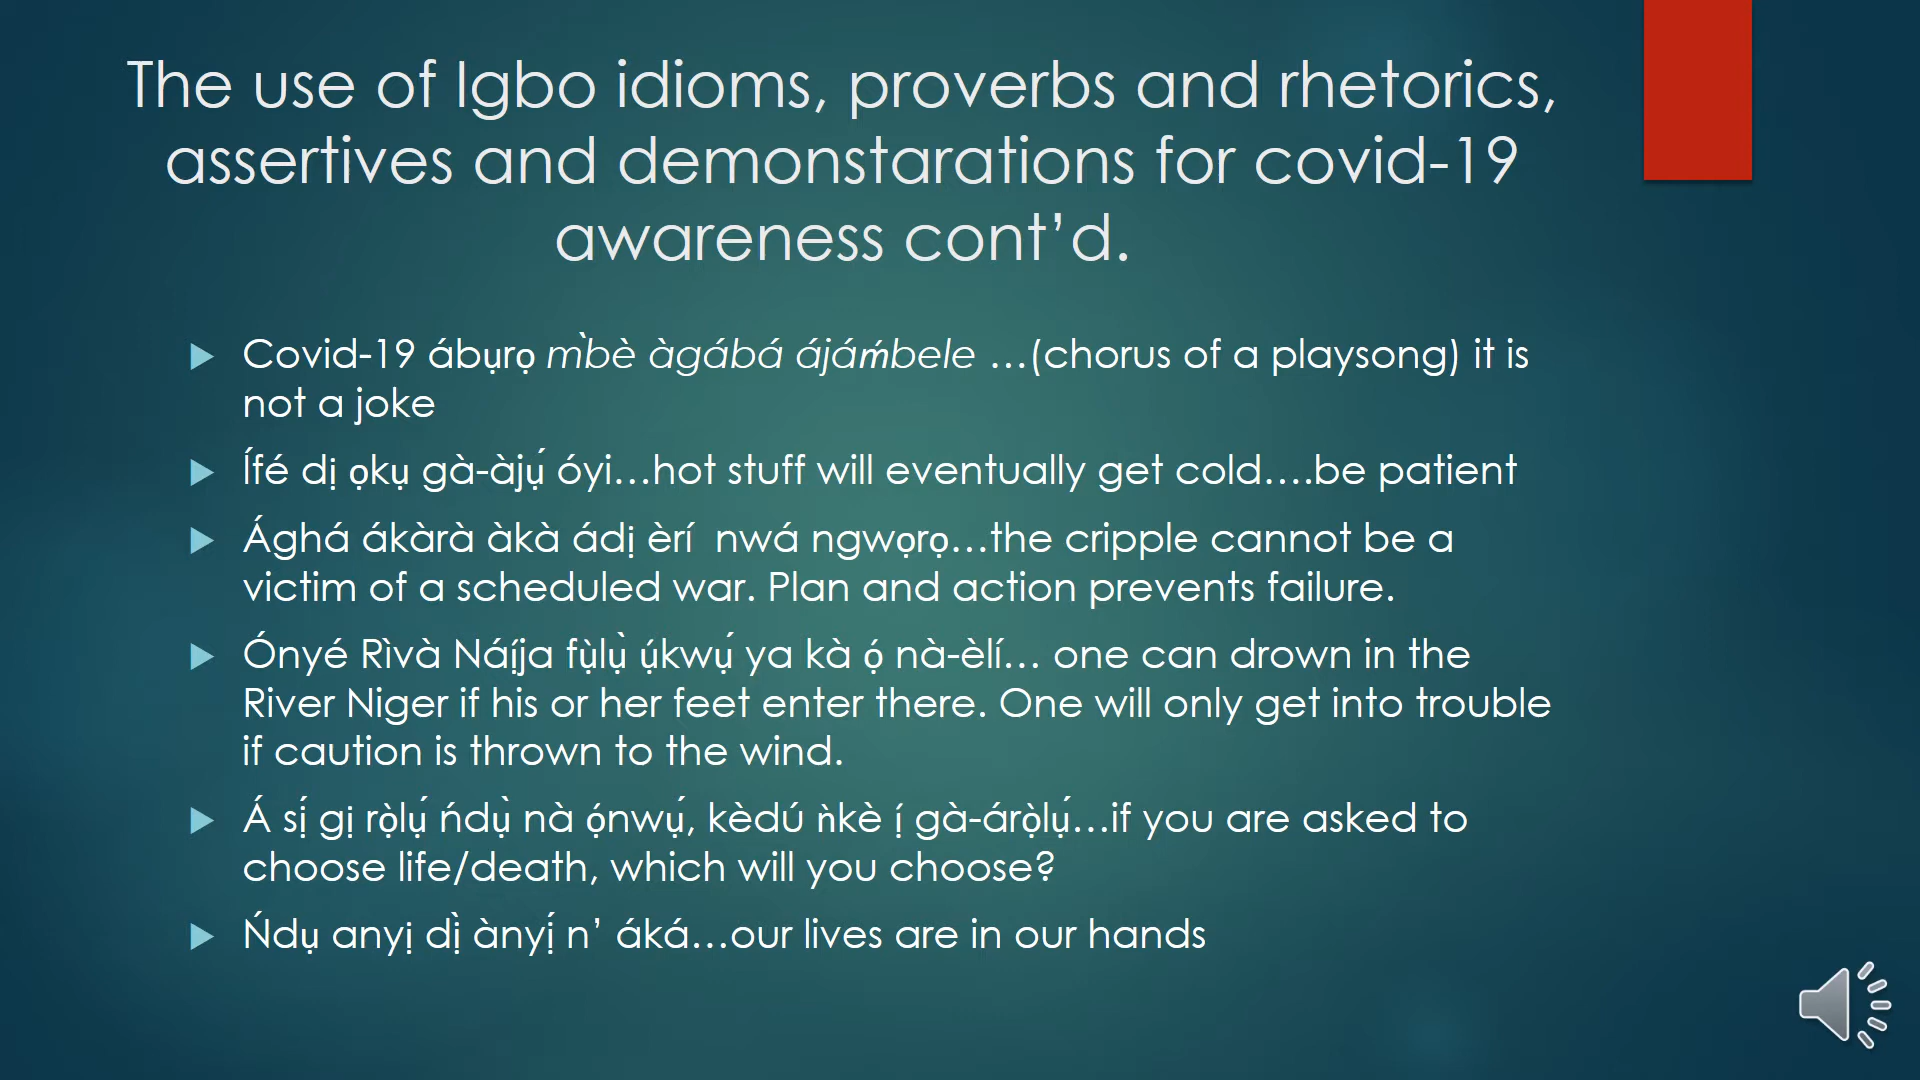 The use of Igbo idioms, proverbs and rhetorics,
assertives and demonstarations for covid-19
awareness cont’d.
Covid-19 ábụrọ m̀bè àgábá ájáḿbele …(chorus of a playsong) it is
not a joke
Ífé dị ọkụ gà-àjụ́ óyi…hot stuff will eventually get cold….be patient
Ághá ákàrà àkà ádị èrí nwá ngwọrọ…the cripple cannot be a
victim of a scheduled war. Plan and action prevents failure.
Ónyé Rìvà Náị́ja fụ̀lụ̀ ụ́kwụ́ ya kà ọ́ nà-èlí… one can drown in the
River Niger if his or her feet enter there. One will only get into trouble
if caution is thrown to the wind.
Á sị́ gị rọ̀lụ́ ńdụ̀ nà ọ́nwụ́, kèdú ǹkè ị́ gà-árọ̀lụ́…if you are asked to
choose life/death, which will you choose?
Ńdụ anyị dị̀ ànyị́ n’ áká…our lives are in our hands